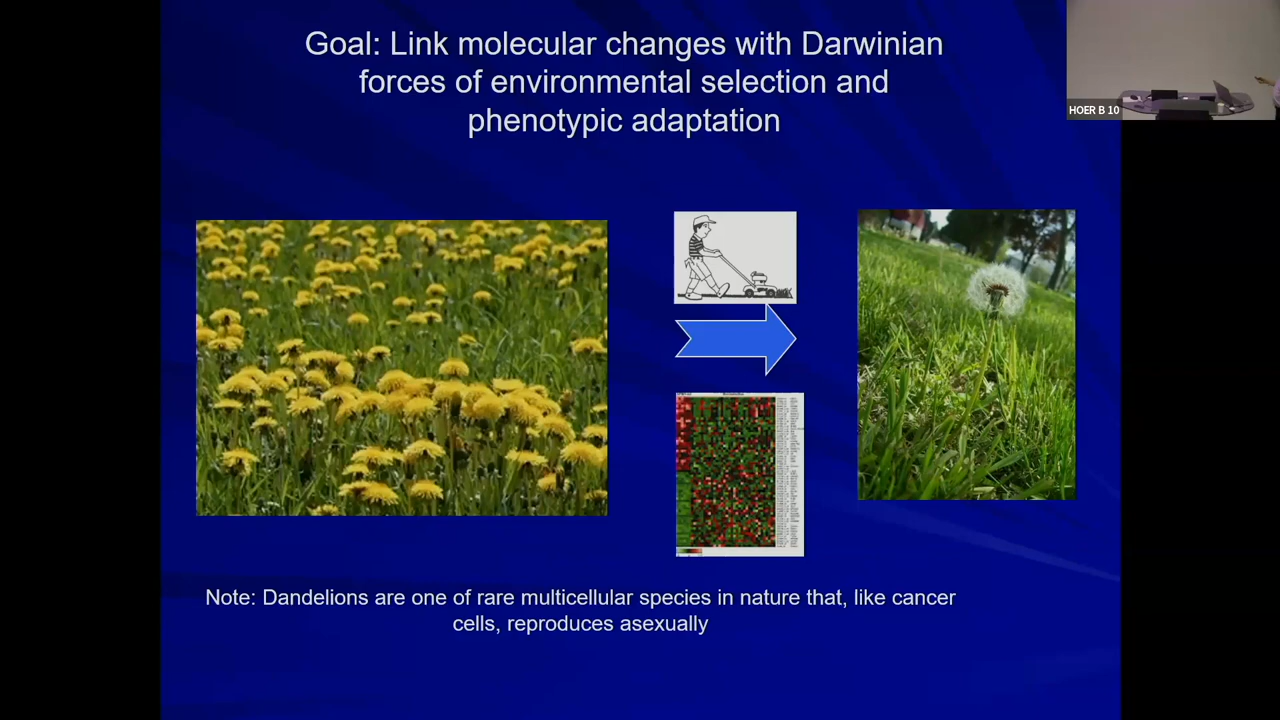 Goal: Link molecular changes with Darwinian
forces of environmental selection and
phenotypic adaptation
HOER B 10
Note: Dandelions are one of rare multicellular species in nature that, like cancer
cells, reproduces asexually